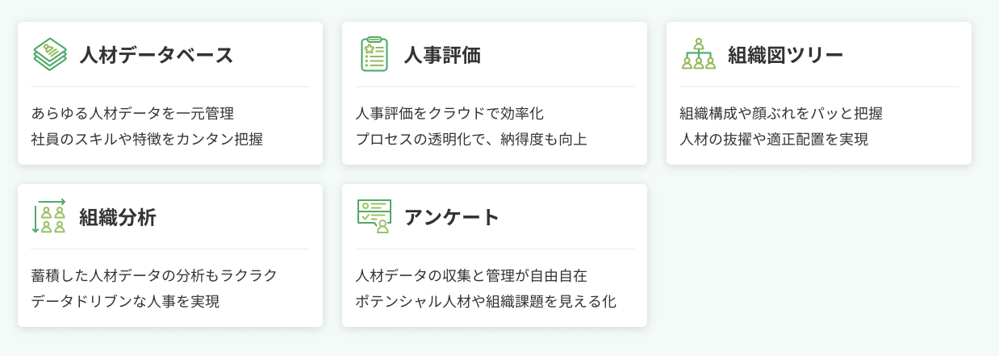 人材データベース
あらゆる人材データを一元管理
社員のスキルや特徴をカンタン把握
人事評価
人事評価をクラウドで効率化
プロセスの透明化で、納得度も向上
組織図ツリー
組織構成や顔ぶれをパッと把握
人材の抜擢や適正配置を実現
組織分析
蓄積した人材データの分析もラクラク
データドリブンな人事を実現
アンケート
人材データの収集と管理が自由自在
ポテンシャル人材や組織課題を見える化